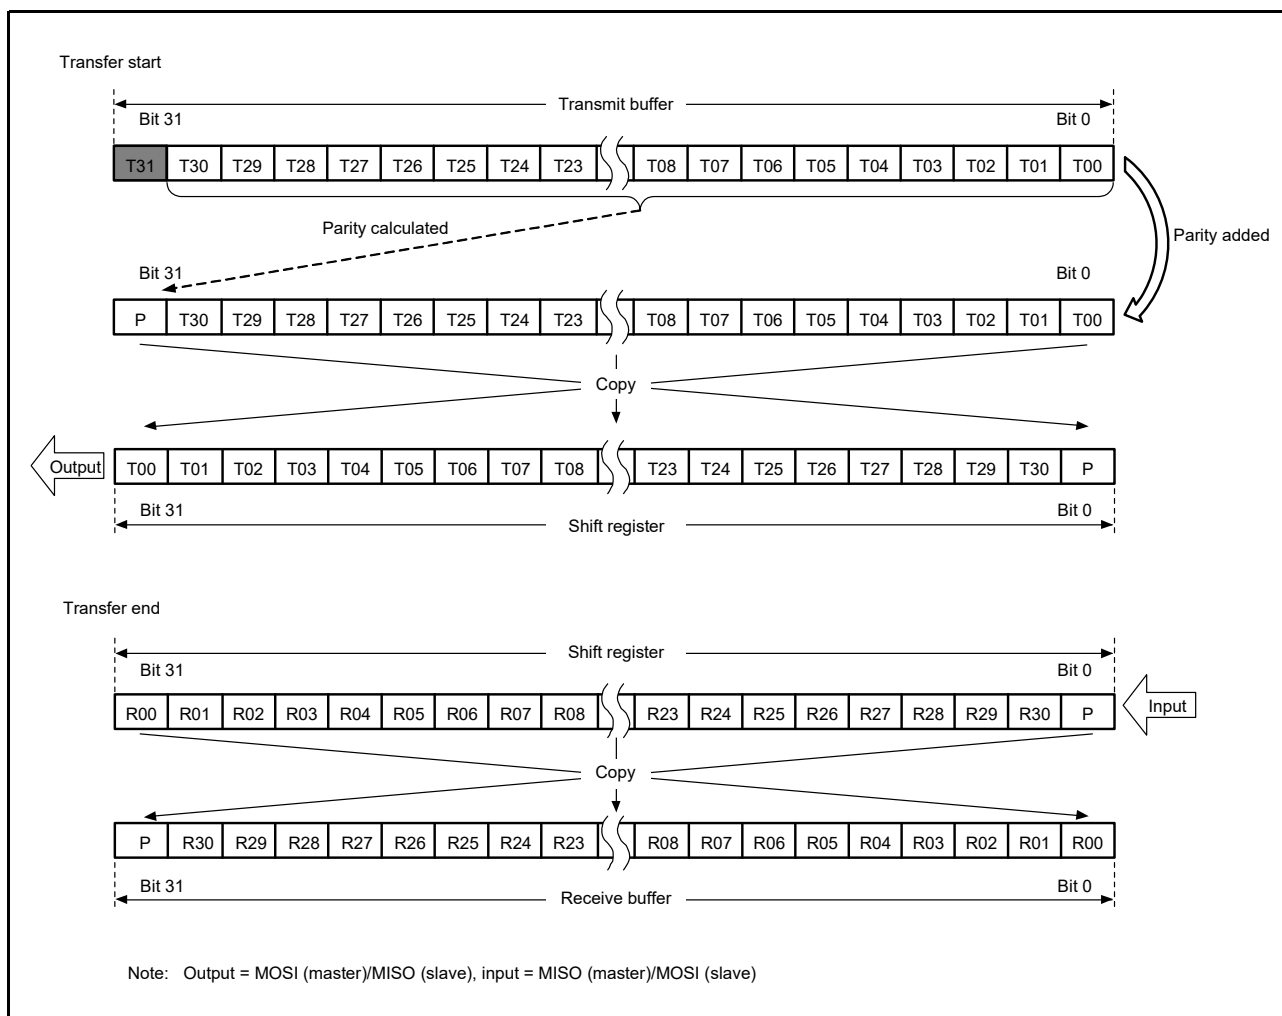 Transfer start
Transmit buffer
Bit 31 Bit 0
T31 T30 T29 T28 T27 T26 T25 T24 T23 T08 T07 T06 T05 T04 T03 T02 T01 T00
Parity calculated
Parity added
Bit 31 Bit 0
P T30 T29 T28 T27 T26 T25 T24 T23 T08 T07 T06 T05 T04 T03 T02 T01 T00
Copy
Output T00 T01 T02 T03 T04 T05 T06 T07 T08 T23 T24 T25 T26 T27 T28 T29 T30 P
Bit 31 Bit 0
Shift register
Transfer end
Shift register
Bit 31 Bit 0
R00 R01 R02 R03 R04 R05 R06 R07 R08 R23 R24 R25 R26 R27 R28 R29 R30 P Input
Copy
P R30 R29 R28 R27 R26 R25 R24 R23 R08 R07 R06 R05 R04 R03 R02 R01 R00
Bit 31 Bit 0
Receive buffer
Note: Output = MOSI (master)/MISO (slave), input = MISO (master)/MOSI (slave)